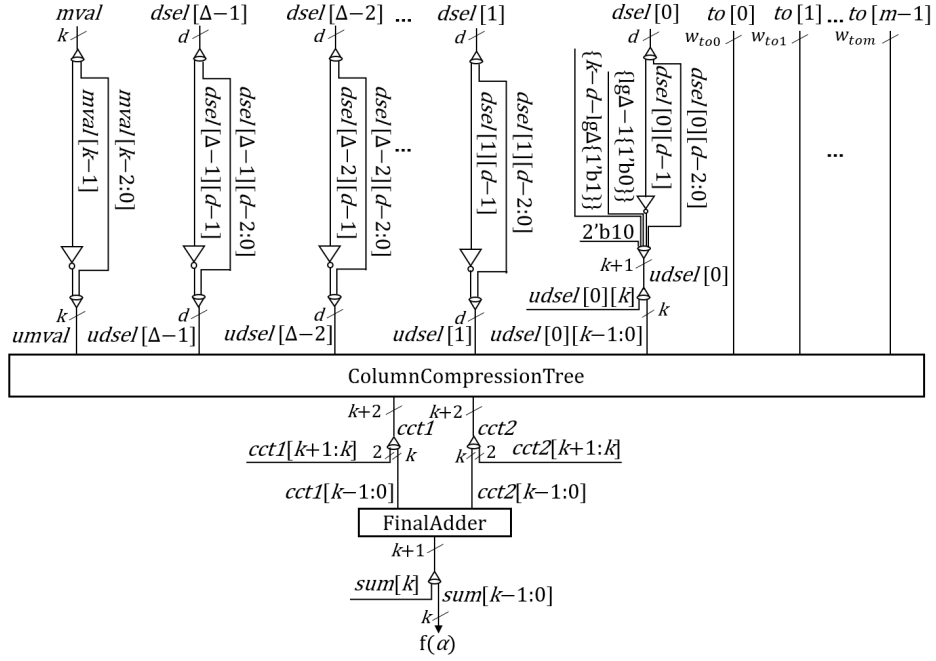 mval dsel[Δ−1] dsel[Δ−2] ... dsel[1] dsel[0] to[0] to[1] ... to[m−1]
k d d d d w_to0 w_to1 w_tom
mval[k−1]
mval[k−2:0]
dsel[Δ−1][d−1]
dsel[Δ−1][d−2:0]
dsel[Δ−2][d−1]
dsel[Δ−2][d−2:0]
...
dsel[1][d−1]
dsel[1][d−2:0]
{k−d−lgΔ{1'b1}}
{lgΔ−1{1'b0}}
dsel[0][d−1]
dsel[0][d−2:0]
...
2'b10
k+1
udsel[0]
udsel[0][k] k
k d d d
umval udsel[Δ−1] udsel[Δ−2] udsel[1] udsel[0][k−1:0]
ColumnCompressionTree
k+2 k+2
cct1 cct2
cct1[k+1:k] 2 k k 2 cct2[k+1:k]
cct1[k−1:0] cct2[k−1:0]
FinalAdder
k+1
sum[k] sum[k−1:0]
k
f(α)